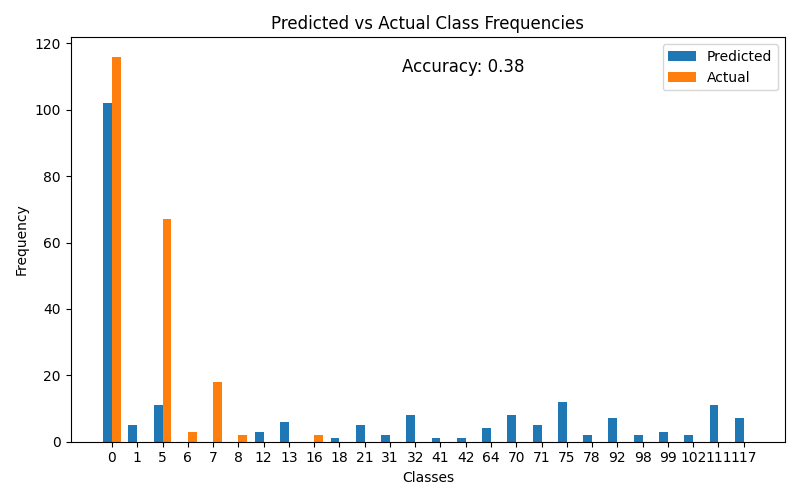 Predicted vs Actual Class Frequencies
Accuracy: 0.38
Predicted
Actual
120
100
80
60
40
20
0
Frequency
0 1 5 6 7 8 12 13 16 18 21 31 32 41 42 64 70 71 75 78 92 98 99 102 111 117
Classes